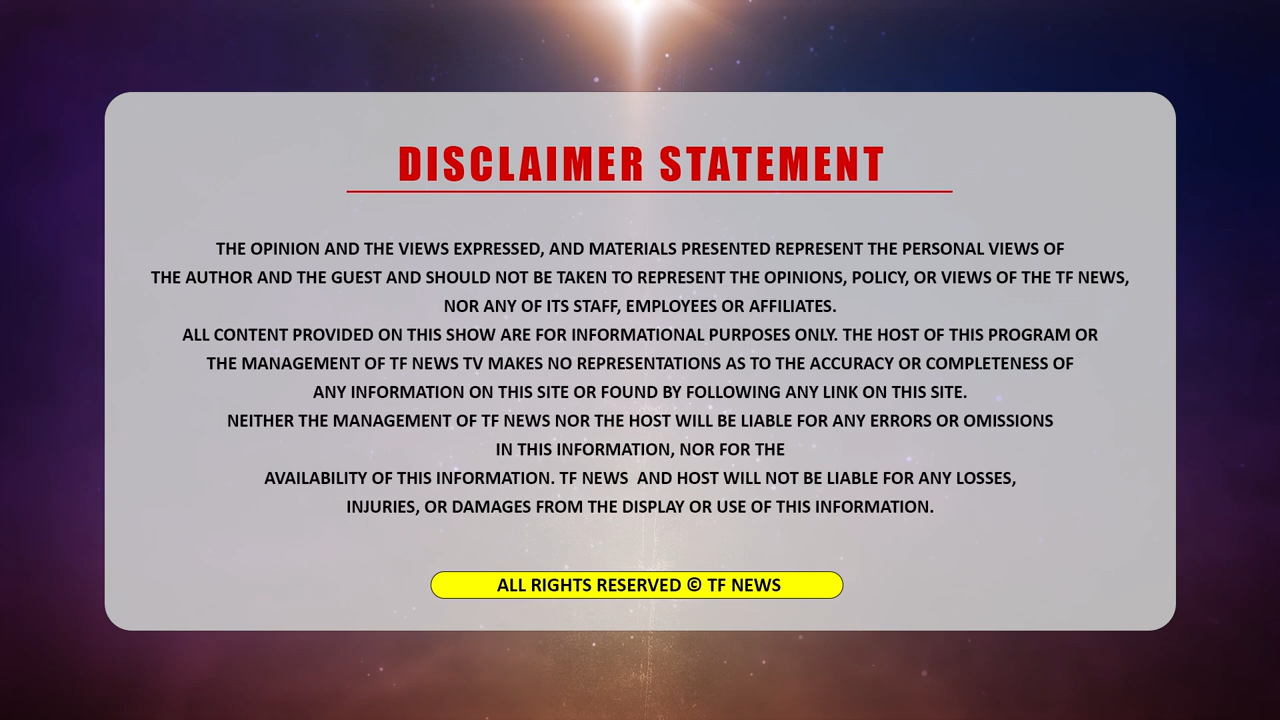 DISCLAIMER STATEMENT
THE OPINION AND THE VIEWS EXPRESSED, AND MATERIALS PRESENTED REPRESENT THE PERSONAL VIEWS OF
THE AUTHOR AND THE GUEST AND SHOULD NOT BE TAKEN TO REPRESENT THE OPINIONS, POLICY, OR VIEWS OF THE TF NEWS,
NOR ANY OF ITS STAFF, EMPLOYEES OR AFFILIATES.
ALL CONTENT PROVIDED ON THIS SHOW ARE FOR INFORMATIONAL PURPOSES ONLY. THE HOST OF THIS PROGRAM OR
THE MANAGEMENT OF TF NEWS TV MAKES NO REPRESENTATIONS AS TO THE ACCURACY OR COMPLETENESS OF
ANY INFORMATION ON THIS SITE OR FOUND BY FOLLOWING ANY LINK ON THIS SITE.
NEITHER THE MANAGEMENT OF TF NEWS NOR THE HOST WILL BE LIABLE FOR ANY ERRORS OR OMISSIONS
IN THIS INFORMATION, NOR FOR THE
AVAILABILITY OF THIS INFORMATION. TF NEWS  AND HOST WILL NOT BE LIABLE FOR ANY LOSSES,
INJURIES, OR DAMAGES FROM THE DISPLAY OR USE OF THIS INFORMATION.
ALL RIGHTS RESERVED © TF NEWS